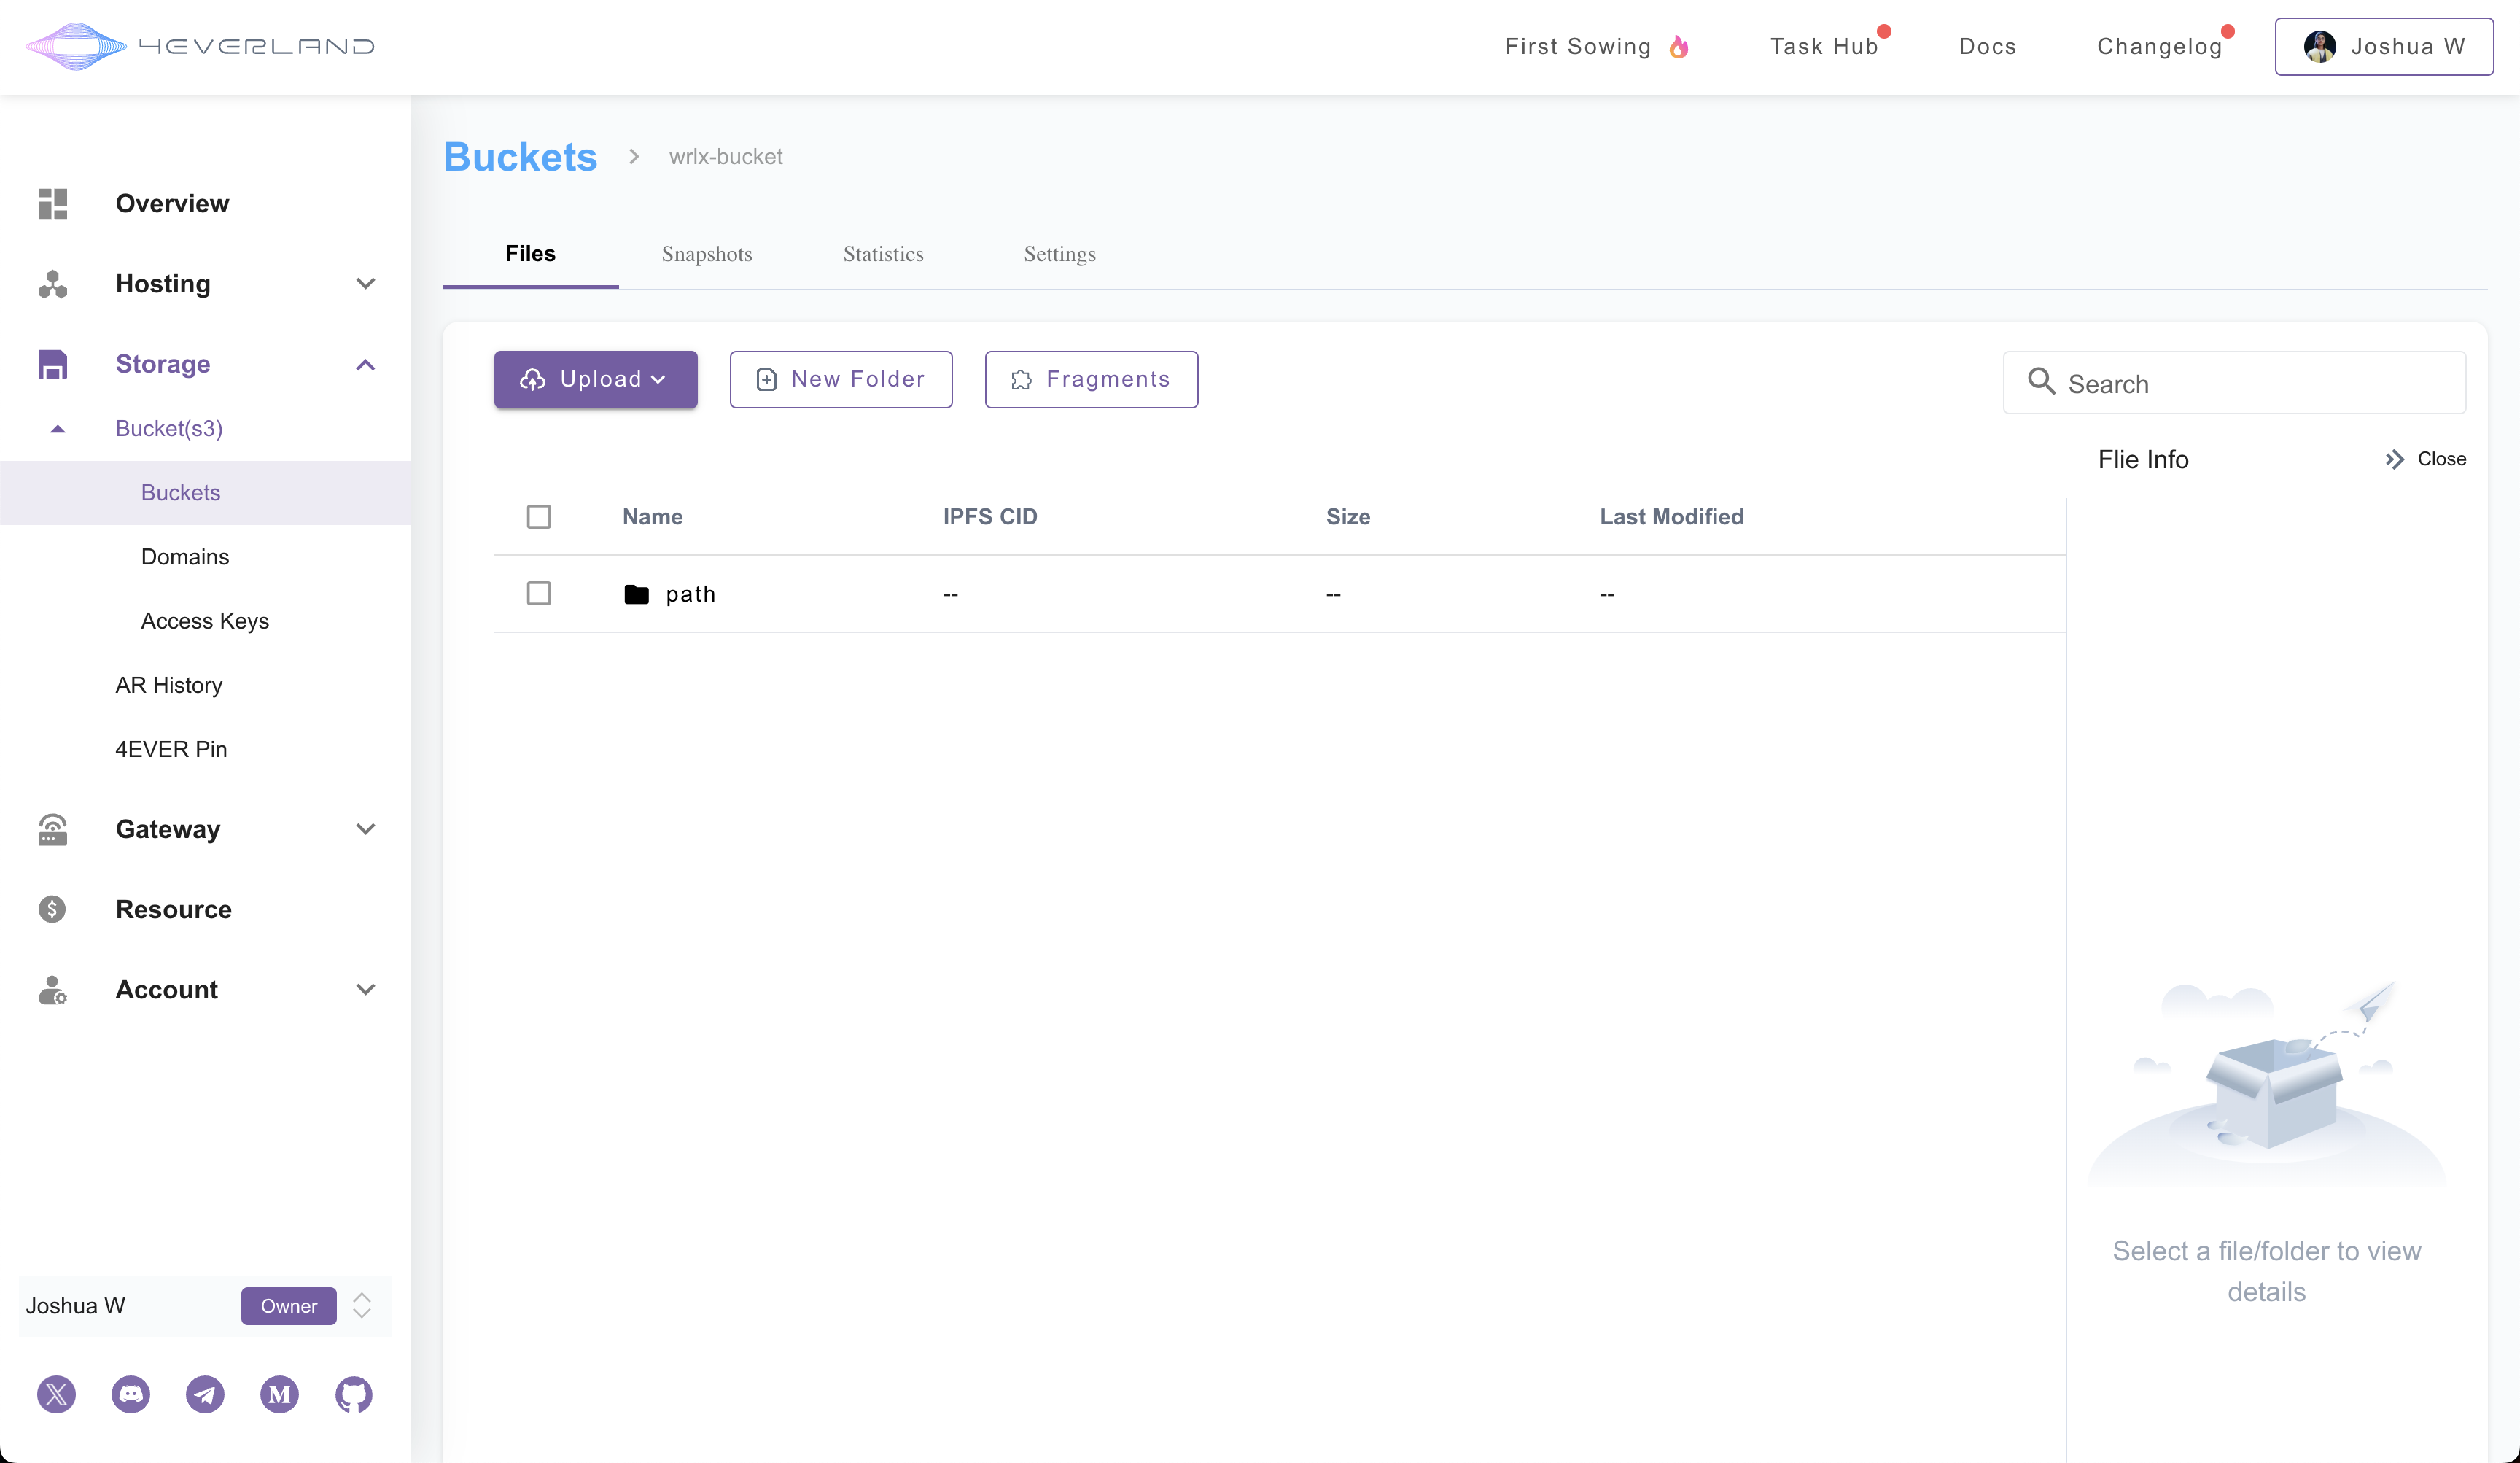 4EVERLAND
First Sowing
Task Hub
Docs
Changelog
Joshua W
Overview
Hosting
Storage
Bucket(s3)
Buckets
Domains
Access Keys
AR History
4EVER Pin
Gateway
Resource
Account
Joshua W
Owner
Buckets > wrlx-bucket
Files Snapshots Statistics Settings
Upload
New Folder
Fragments
Search
Flie Info
Close
Name IPFS CID Size Last Modified
path -- -- --
Select a file/folder to view
details